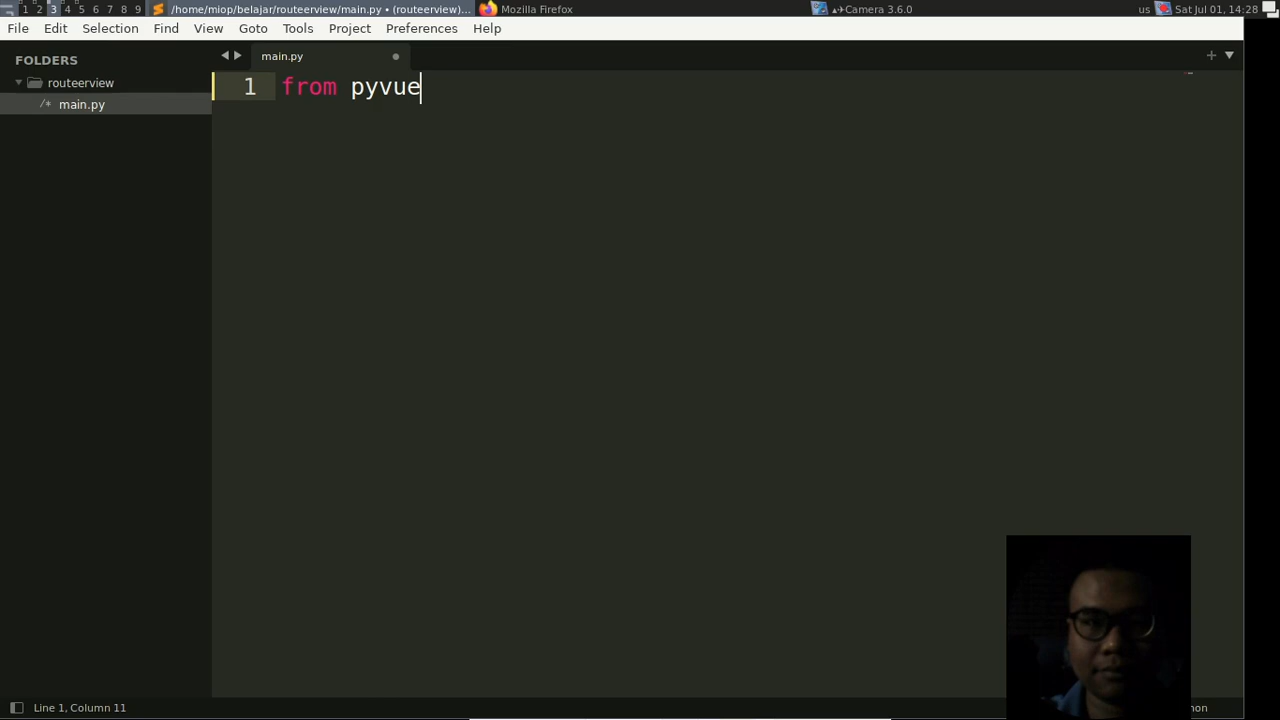 1 2 3 4 5 6 7 8 9 /home/miop/belajar/routeerview/main.py • (routeerview)... Mozilla Firefox Camera 3.6.0 us Sat Jul 01, 14:28
File Edit Selection Find View Goto Tools Project Preferences Help
FOLDERS
routeerview
/* main.py
main.py
1 from pyvue
Line 1, Column 11